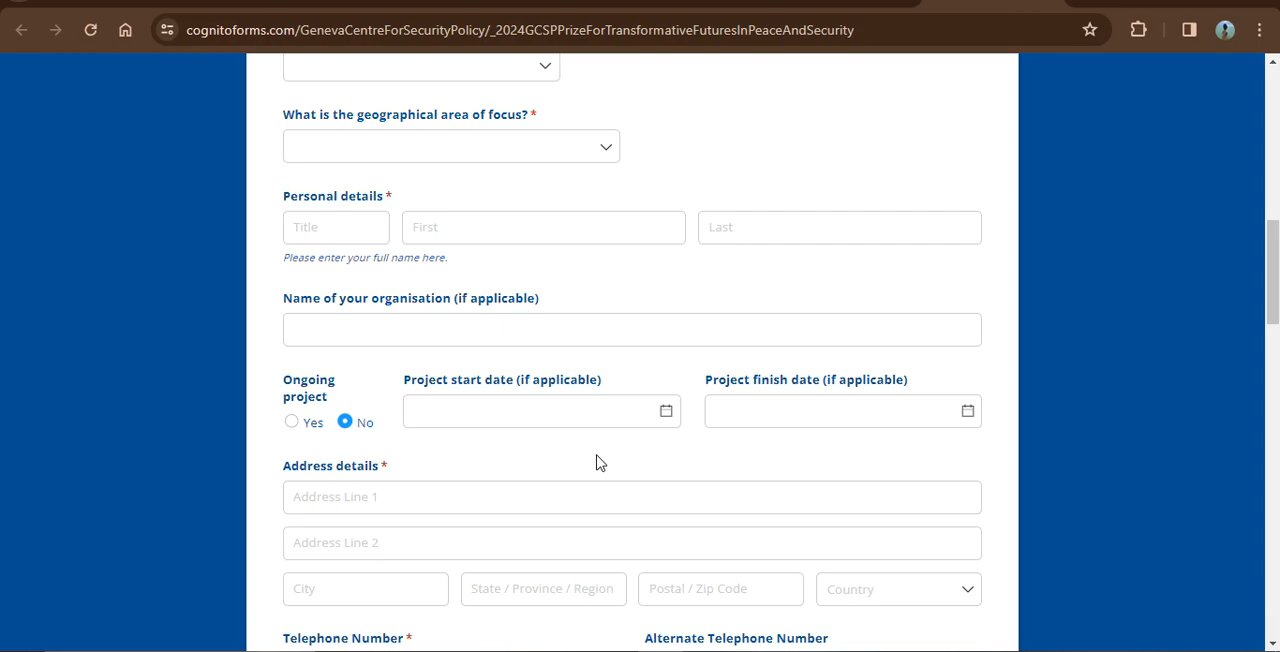 cognitoforms.com/GenevaCentreForSecurityPolicy/_2024GCSPPrizeForTransformativeFuturesInPeaceAndSecurity
What is the geographical area of focus? *
Personal details *
Title First Last
Please enter your full name here.
Name of your organisation (if applicable)
Ongoing project Project start date (if applicable) Project finish date (if applicable)
Yes No
Address details *
Address Line 1
Address Line 2
City State / Province / Region Postal / Zip Code Country
Telephone Number * Alternate Telephone Number